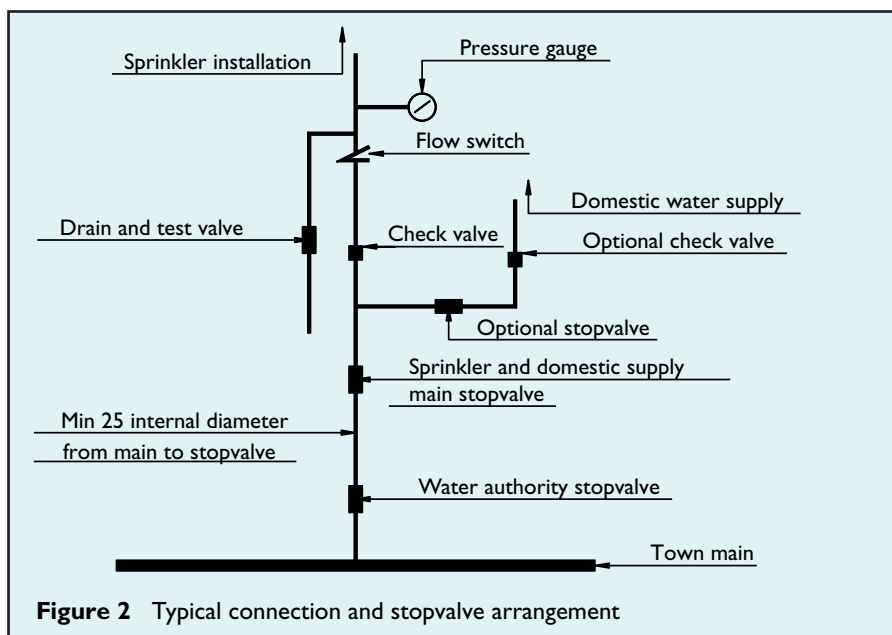 Pressure gauge
Sprinkler installation
Flow switch
Domestic water supply
Drain and test valve
Check valve
Optional check valve
Optional stopvalve
Sprinkler and domestic supply
main stopvalve
Min 25 internal diameter
from main to stopvalve
Water authority stopvalve
Town main
Figure 2 Typical connection and stopvalve arrangement